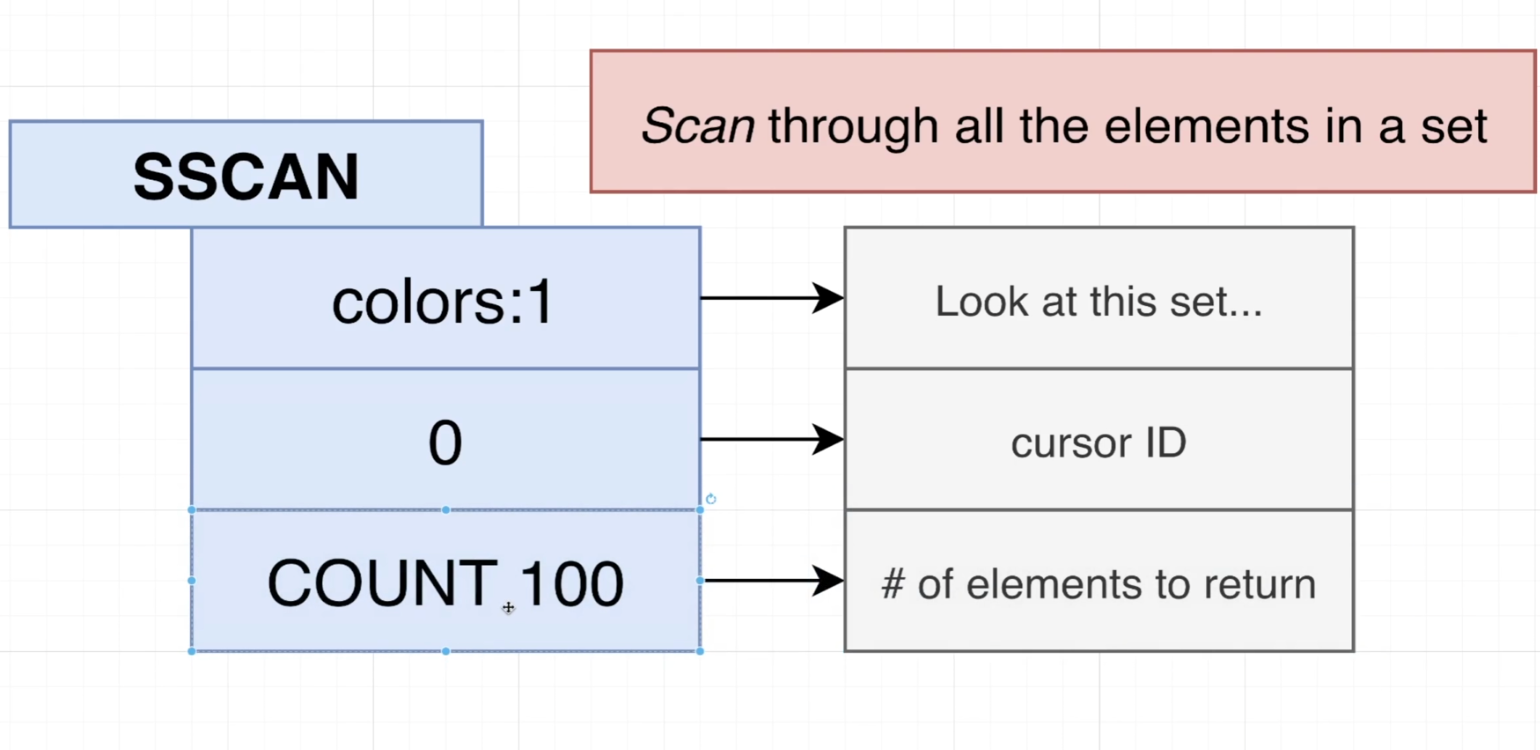 Scan through all the elements in a set
SSCAN
colors:1
Look at this set...
0
cursor ID
COUNT 100
# of elements to return